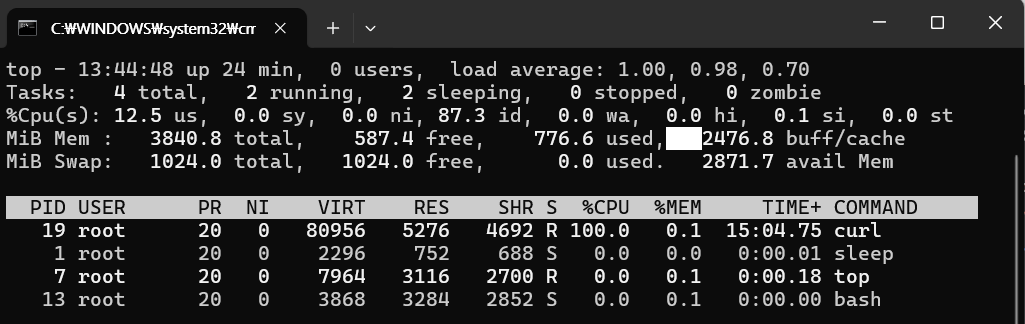 C:₩WINDOWS₩system32₩cm
top - 13:44:48 up 24 min,  0 users,  load average: 1.00, 0.98, 0.70
Tasks:   4 total,   2 running,   2 sleeping,   0 stopped,   0 zombie
%Cpu(s): 12.5 us,  0.0 sy,  0.0 ni, 87.3 id,  0.0 wa,  0.0 hi,  0.1 si,  0.0 st
MiB Mem :   3840.8 total,    587.4 free,    776.6 used,   2476.8 buff/cache
MiB Swap:   1024.0 total,   1024.0 free,      0.0 used.   2871.7 avail Mem
  PID USER      PR  NI    VIRT    RES    SHR S  %CPU  %MEM     TIME+ COMMAND
   19 root      20   0   80956   5276   4692 R 100.0   0.1  15:04.75 curl
    1 root      20   0    2296    752    688 S   0.0   0.0   0:00.01 sleep
    7 root      20   0    7964   3116   2700 R   0.0   0.1   0:00.18 top
   13 root      20   0    3868   3284   2852 S   0.0   0.1   0:00.00 bash